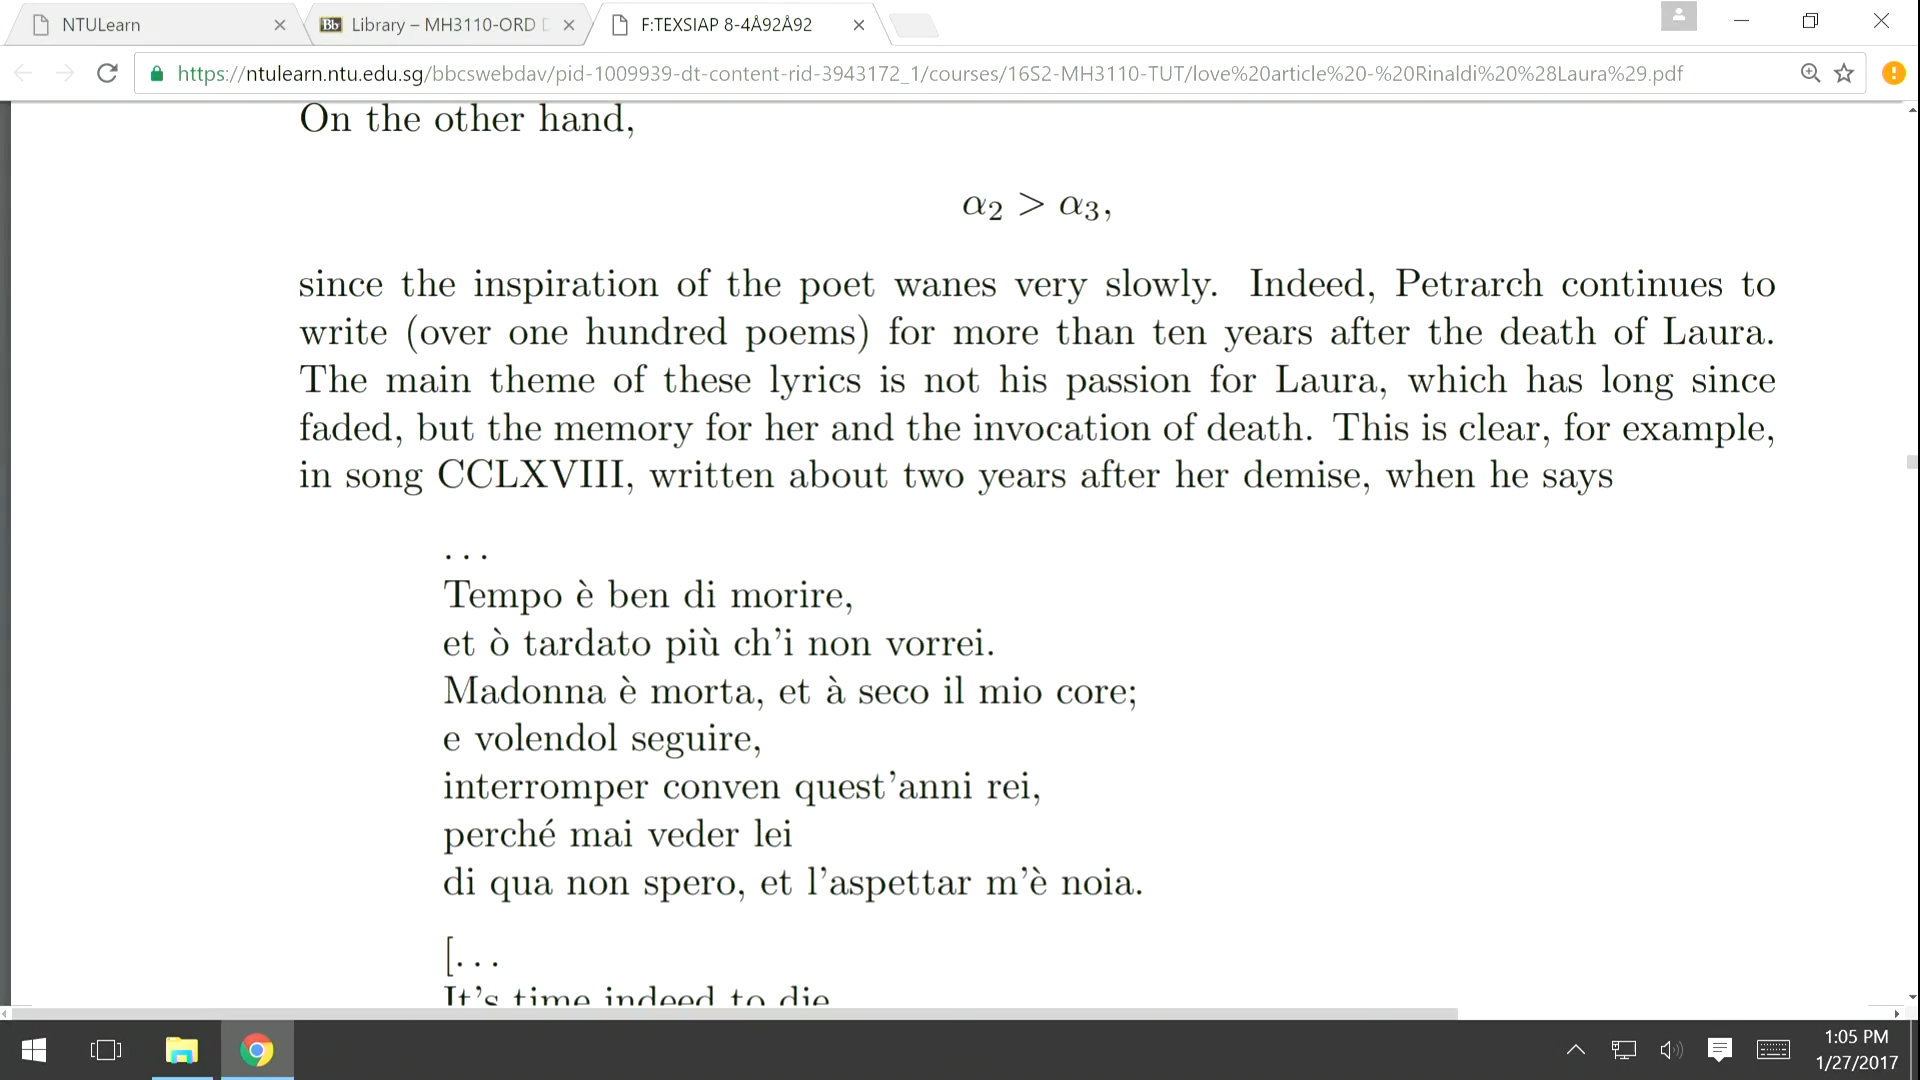 NTULearn
Library – MH3110-ORD
F:TEXSIAP 8-4Å92Å92
https://ntulearn.ntu.edu.sg/bbcswebdav/pid-1009939-dt-content-rid-3943172_1/courses/16S2-MH3110-TUT/love%20article%20-%20Rinaldi%20%28Laura%29.pdf
On the other hand,
α2 > α3,
since the inspiration of the poet wanes very slowly. Indeed, Petrarch continues to
write (over one hundred poems) for more than ten years after the death of Laura.
The main theme of these lyrics is not his passion for Laura, which has long since
faded, but the memory for her and the invocation of death. This is clear, for example,
in song CCLXVIII, written about two years after her demise, when he says
...
Tempo è ben di morire,
et ò tardato più ch'i non vorrei.
Madonna è morta, et à seco il mio core;
e volendol seguire,
interromper conven quest'anni rei,
perché mai veder lei
di qua non spero, et l'aspettar m'è noia.
[...
It's time indeed to die
1:05 PM
1/27/2017